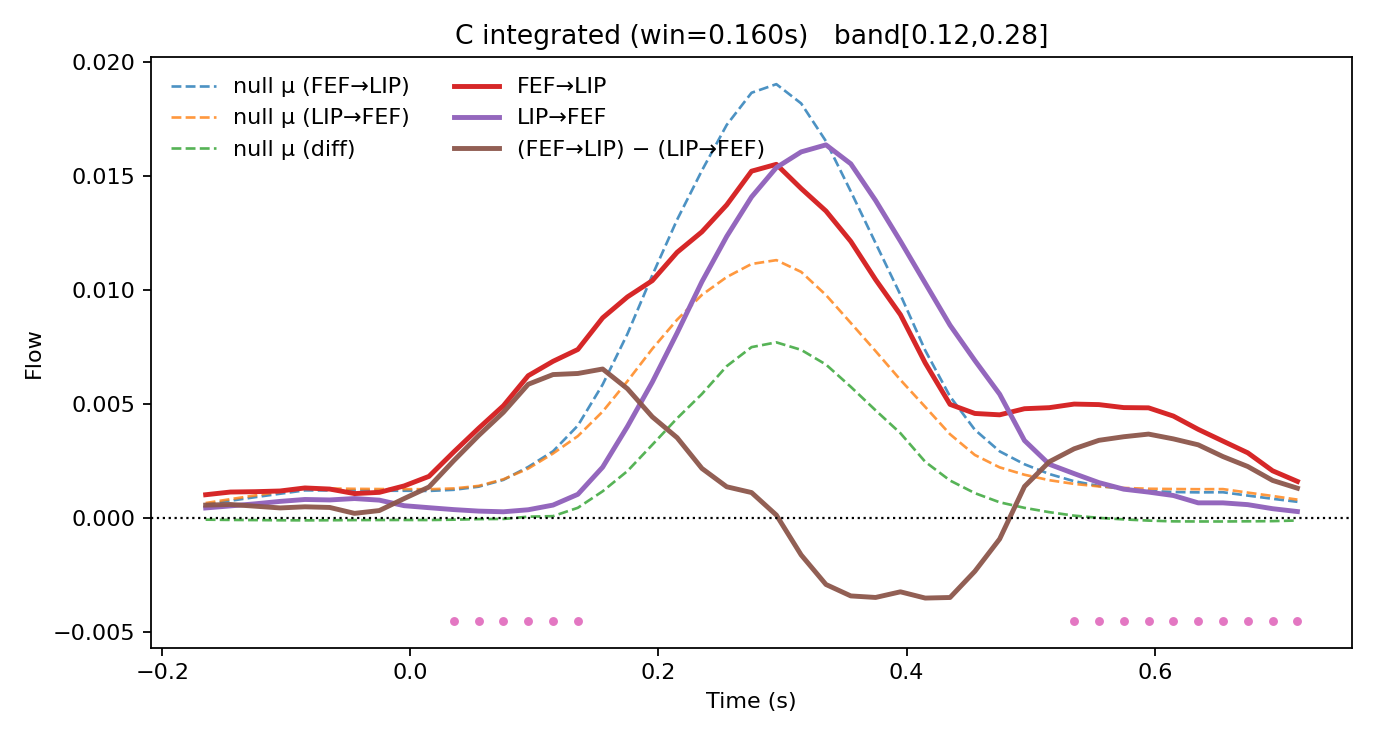 C integrated (win=0.160s)   band[0.12,0.28]
null μ (FEF→LIP)
null μ (LIP→FEF)
null μ (diff)
FEF→LIP
LIP→FEF
(FEF→LIP) − (LIP→FEF)
0.020
0.015
0.010
0.005
0.000
−0.005
Flow
−0.2
0.0
0.2
0.4
0.6
Time (s)